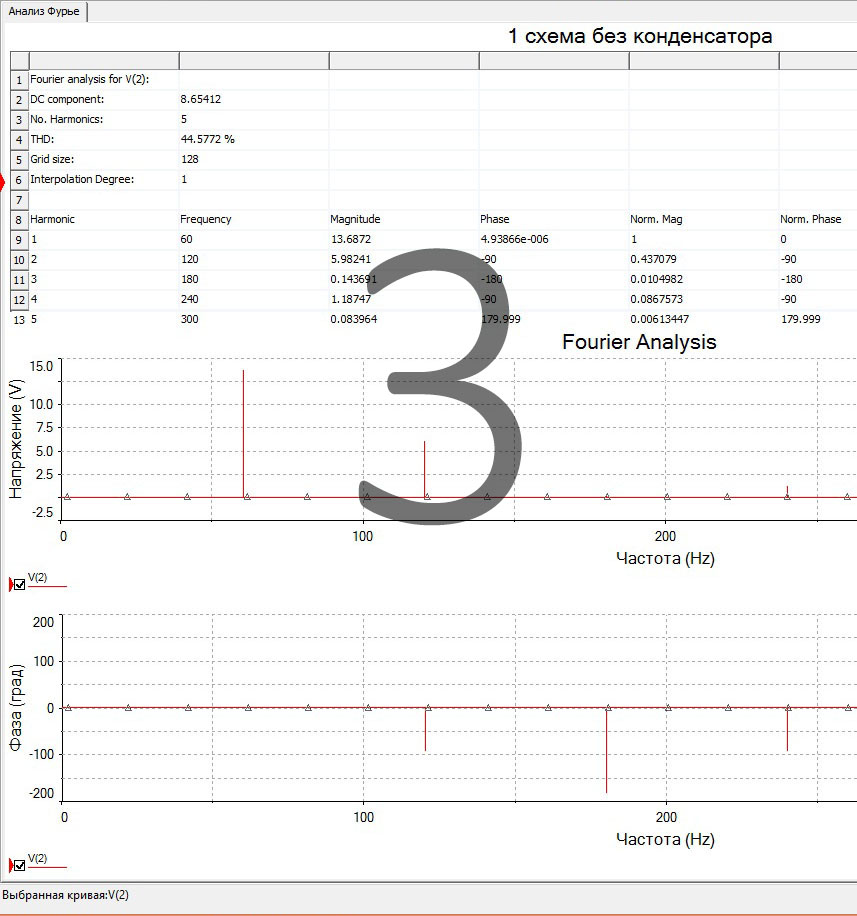 Анализ Фурье
1 схема без конденсатора
1 Fourier analysis for V(2):
2 DC component: 8.65412
3 No. Harmonics: 5
4 THD: 44.5772 %
5 Grid size: 128
6 Interpolation Degree: 1
7
8 Harmonic Frequency Magnitude Phase Norm. Mag Norm. Phase
9 1 60 13.6872 4.93866e-006 1 0
10 2 120 5.98241 -90 0.437079 -90
11 3 180 0.143691 -180 0.0104982 -180
12 4 240 1.18747 -90 0.0867573 -90
13 5 300 0.083964 179.999 0.00613447 179.999
3
Fourier Analysis
Напряжение (V)
15.0
10.0
7.5
5.0
2.5
-2.5
0 100 200
Частота (Hz)
V(2)
Фаза (град)
200
100
0
-100
-200
0 100 200
Частота (Hz)
V(2)
Выбранная кривая:V(2)